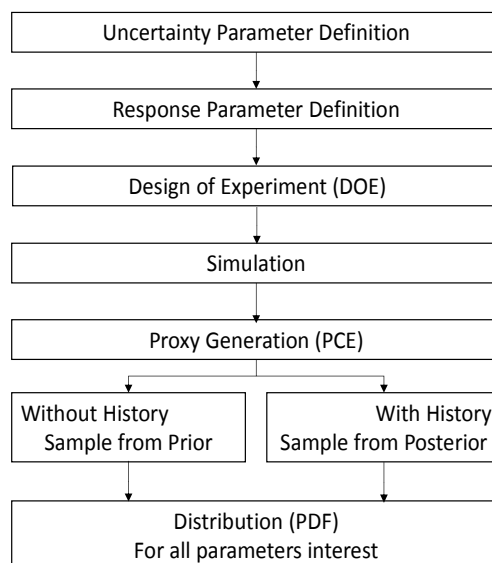 Uncertainty Parameter Definition
Response Parameter Definition
Design of Experiment (DOE)
Simulation
Proxy Generation (PCE)
Without History
Sample from Prior
With History
Sample from Posterior
Distribution (PDF)
For all parameters interest